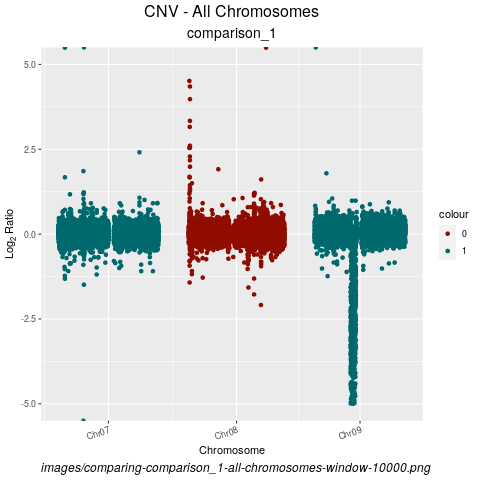 CNV - All Chromosomes
comparison_1
5.0
2.5
0.0
-2.5
-5.0
Log2 Ratio
Chr07
Chr08
Chr09
Chromosome
colour
0
1
images/comparing-comparison_1-all-chromosomes-window-10000.png